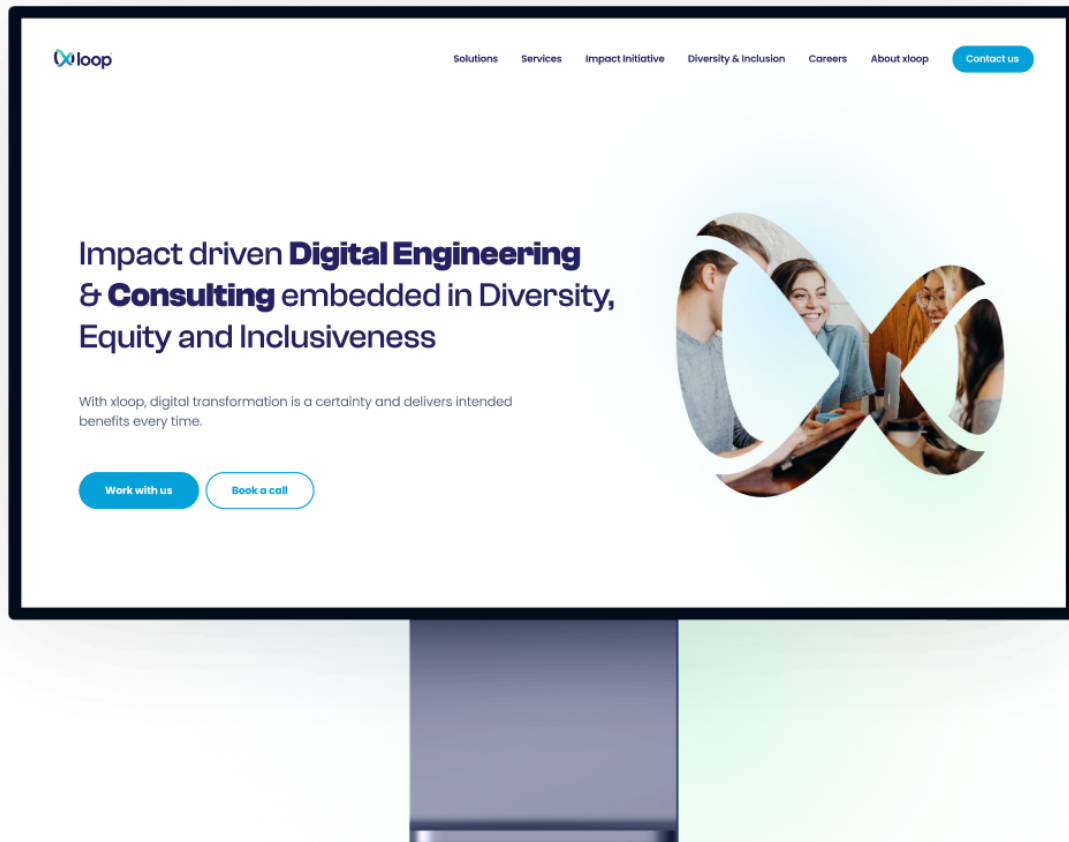 xloop
Solutions Services Impact Initiative Diversity & Inclusion Careers About xloop Contact us
Impact driven Digital Engineering
& Consulting embedded in Diversity,
Equity and Inclusiveness
With xloop, digital transformation is a certainty and delivers intended
benefits every time.
Work with us Book a call